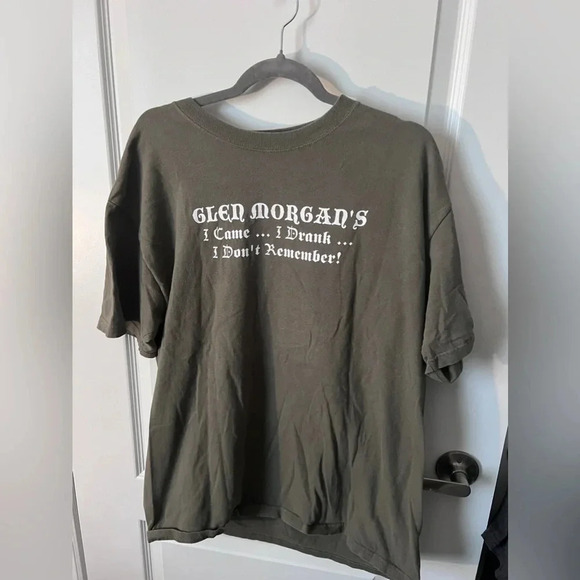 GLEN MORGAN'S
I Came ... I Drank ...
I Don't Remember!